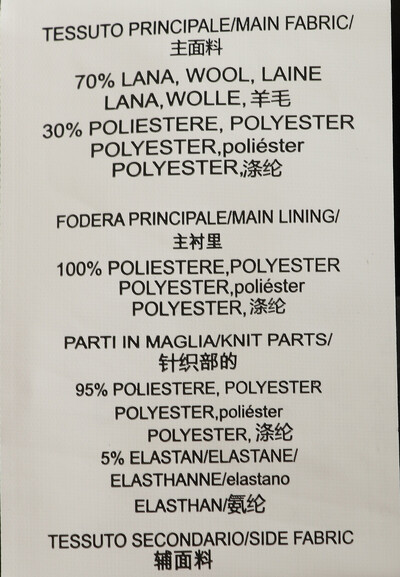 TESSUTO PRINCIPALE/MAIN FABRIC/
主面料
70% LANA, WOOL, LAINE
LANA,WOLLE,羊毛
30% POLIESTERE, POLYESTER
POLYESTER,poliéster
POLYESTER,涤纶
FODERA PRINCIPALE/MAIN LINING/
主衬里
100% POLIESTERE,POLYESTER
POLYESTER,poliéster
POLYESTER,涤纶
PARTI IN MAGLIA/KNIT PARTS/
针织部的
95% POLIESTERE, POLYESTER
POLYESTER,poliéster
POLYESTER,涤纶
5% ELASTAN/ELASTANE/
ELASTHANNE/elastano
ELASTHAN/氨纶
TESSUTO SECONDARIO/SIDE FABRIC
辅面料